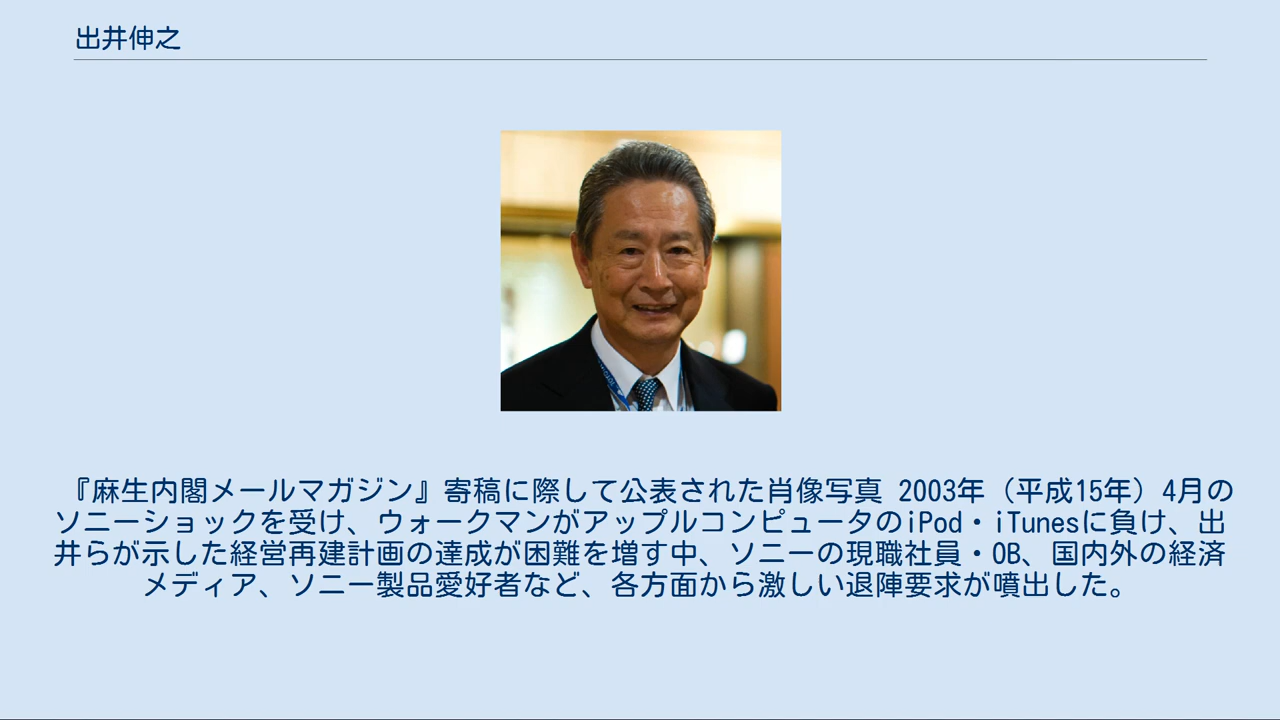 出井伸之
『麻生内閣メールマガジン』寄稿に際して公表された肖像写真 2003年（平成15年）4月の
ソニーショックを受け、ウォークマンがアップルコンピュータのiPod・iTunesに負け、出
井らが示した経営再建計画の達成が困難を増す中、ソニーの現職社員・OB、国内外の経済
メディア、ソニー製品愛好者など、各方面から激しい退陣要求が噴出した。